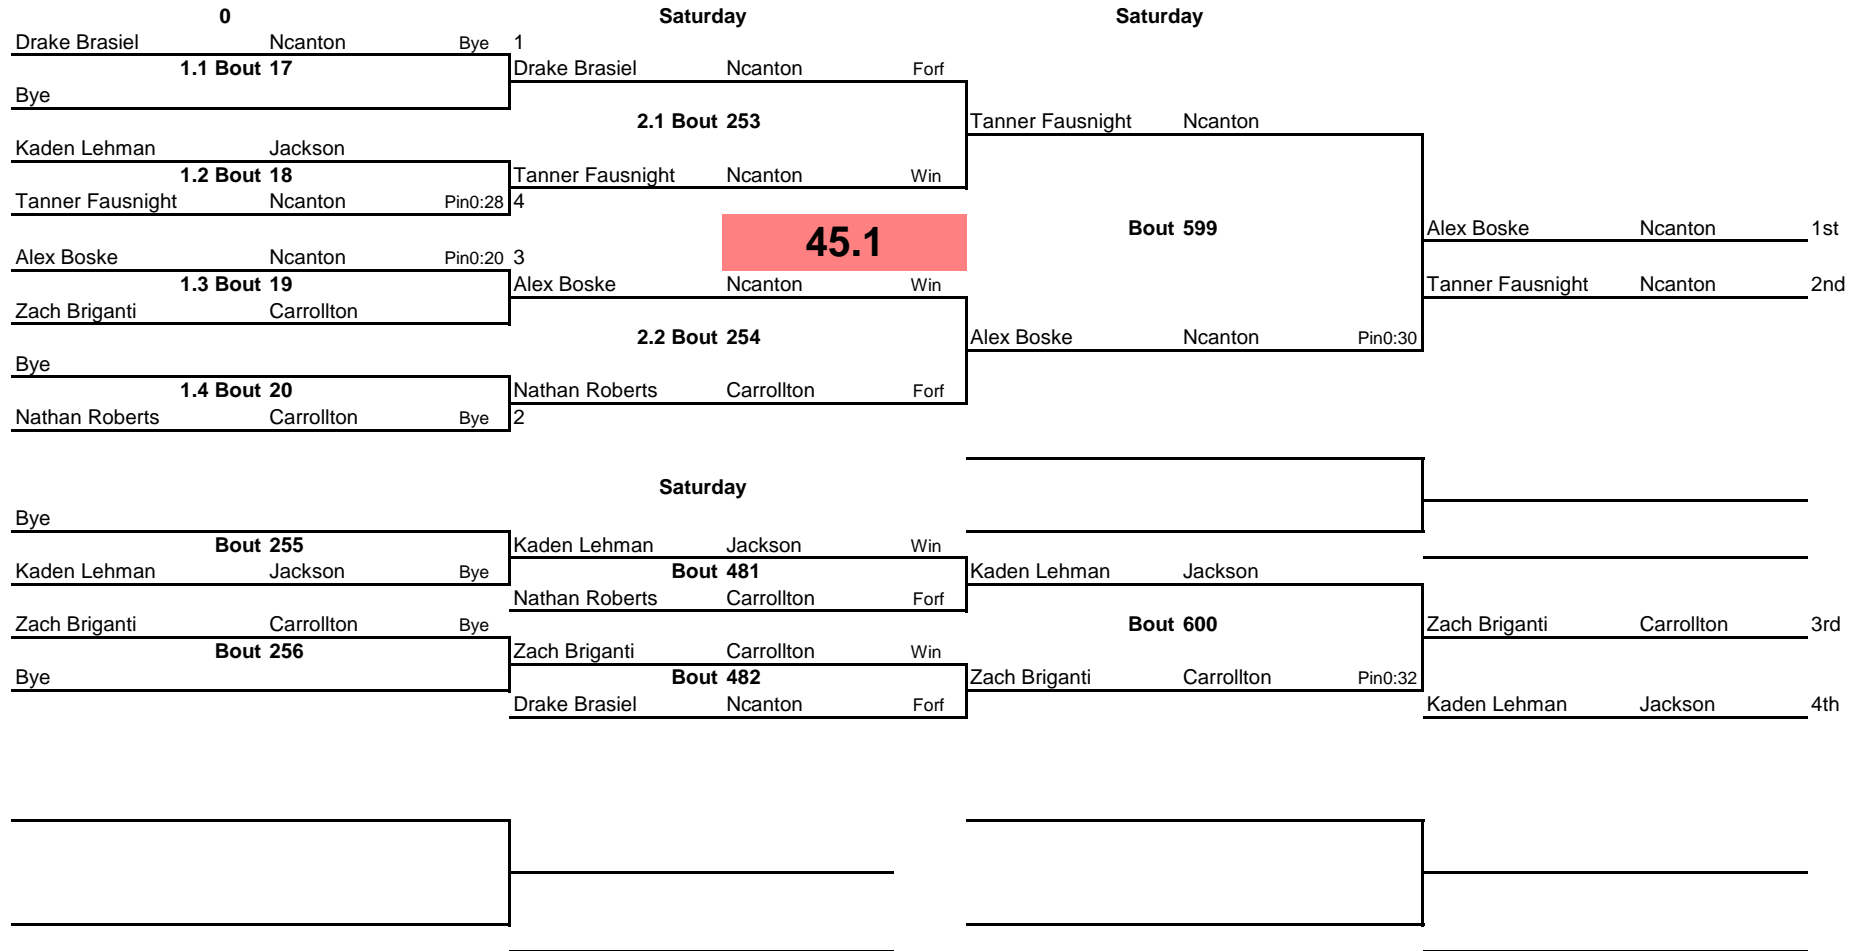 0 Saturday Saturday
Drake Brasiel Ncanton Bye 1
1.1 Bout 17 Drake Brasiel Ncanton Forf
Bye
2.1 Bout 253 Tanner Fausnight Ncanton
Kaden Lehman Jackson
1.2 Bout 18 Tanner Fausnight Ncanton Win
Tanner Fausnight Ncanton Pin0:28 4
45.1 Bout 599 Alex Boske Ncanton 1st
Alex Boske Ncanton Pin0:20 3
1.3 Bout 19 Alex Boske Ncanton Win Tanner Fausnight Ncanton 2nd
Zach Briganti Carrollton
2.2 Bout 254 Alex Boske Ncanton Pin0:30
Bye
1.4 Bout 20 Nathan Roberts Carrollton Forf
Nathan Roberts Carrollton Bye 2
Saturday
Bye
Bout 255 Kaden Lehman Jackson Win
Kaden Lehman Jackson Bye Bout 481 Kaden Lehman Jackson
Nathan Roberts Carrollton Forf
Zach Briganti Carrollton Bye Bout 600 Zach Briganti Carrollton 3rd
Bout 256 Zach Briganti Carrollton Win
Bye Bout 482 Zach Briganti Carrollton Pin0:32
Drake Brasiel Ncanton Forf Kaden Lehman Jackson 4th